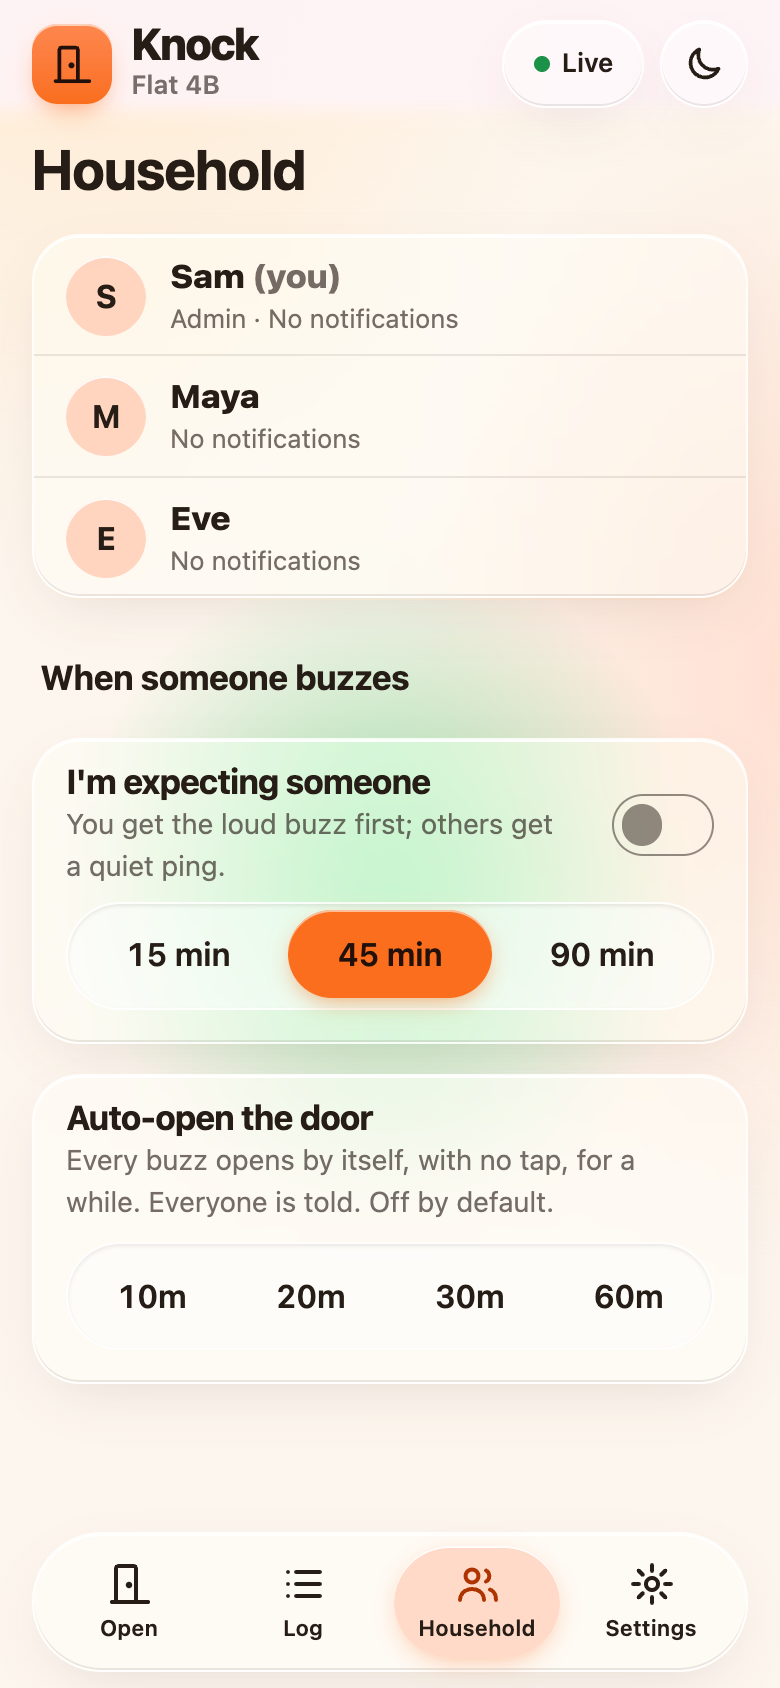 Knock
Flat 4B
Live
Household
S
Sam (you)
Admin · No notifications
M
Maya
No notifications
E
Eve
No notifications
When someone buzzes
I'm expecting someone
You get the loud buzz first; others get
a quiet ping.
15 min
45 min
90 min
Auto-open the door
Every buzz opens by itself, with no tap, for a
while. Everyone is told. Off by default.
10m
20m
30m
60m
Open
Log
Household
Settings